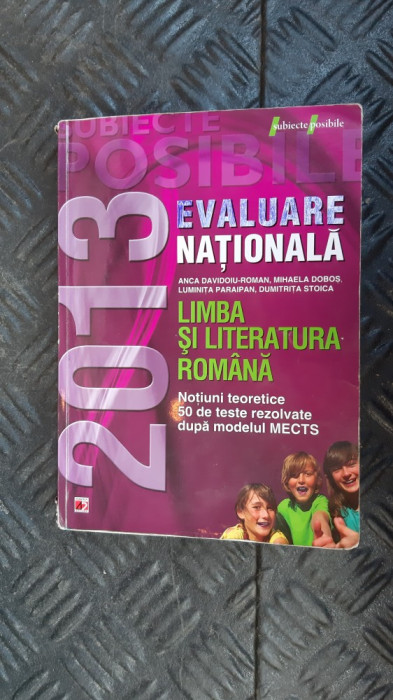 subiecte posibile
SUBIECTE
POSIBILE
2013
EVALUARE
NAȚIONALĂ
ANCA DAVIDOIU-ROMAN, MIHAELA DOBOȘ,
LUMINIȚA PARAIPAN, DUMITRIȚA STOICA
LIMBA
ȘI LITERATURA
ROMÂNĂ
Noțiuni teoretice
50 de teste rezolvate
după modelul MECTS